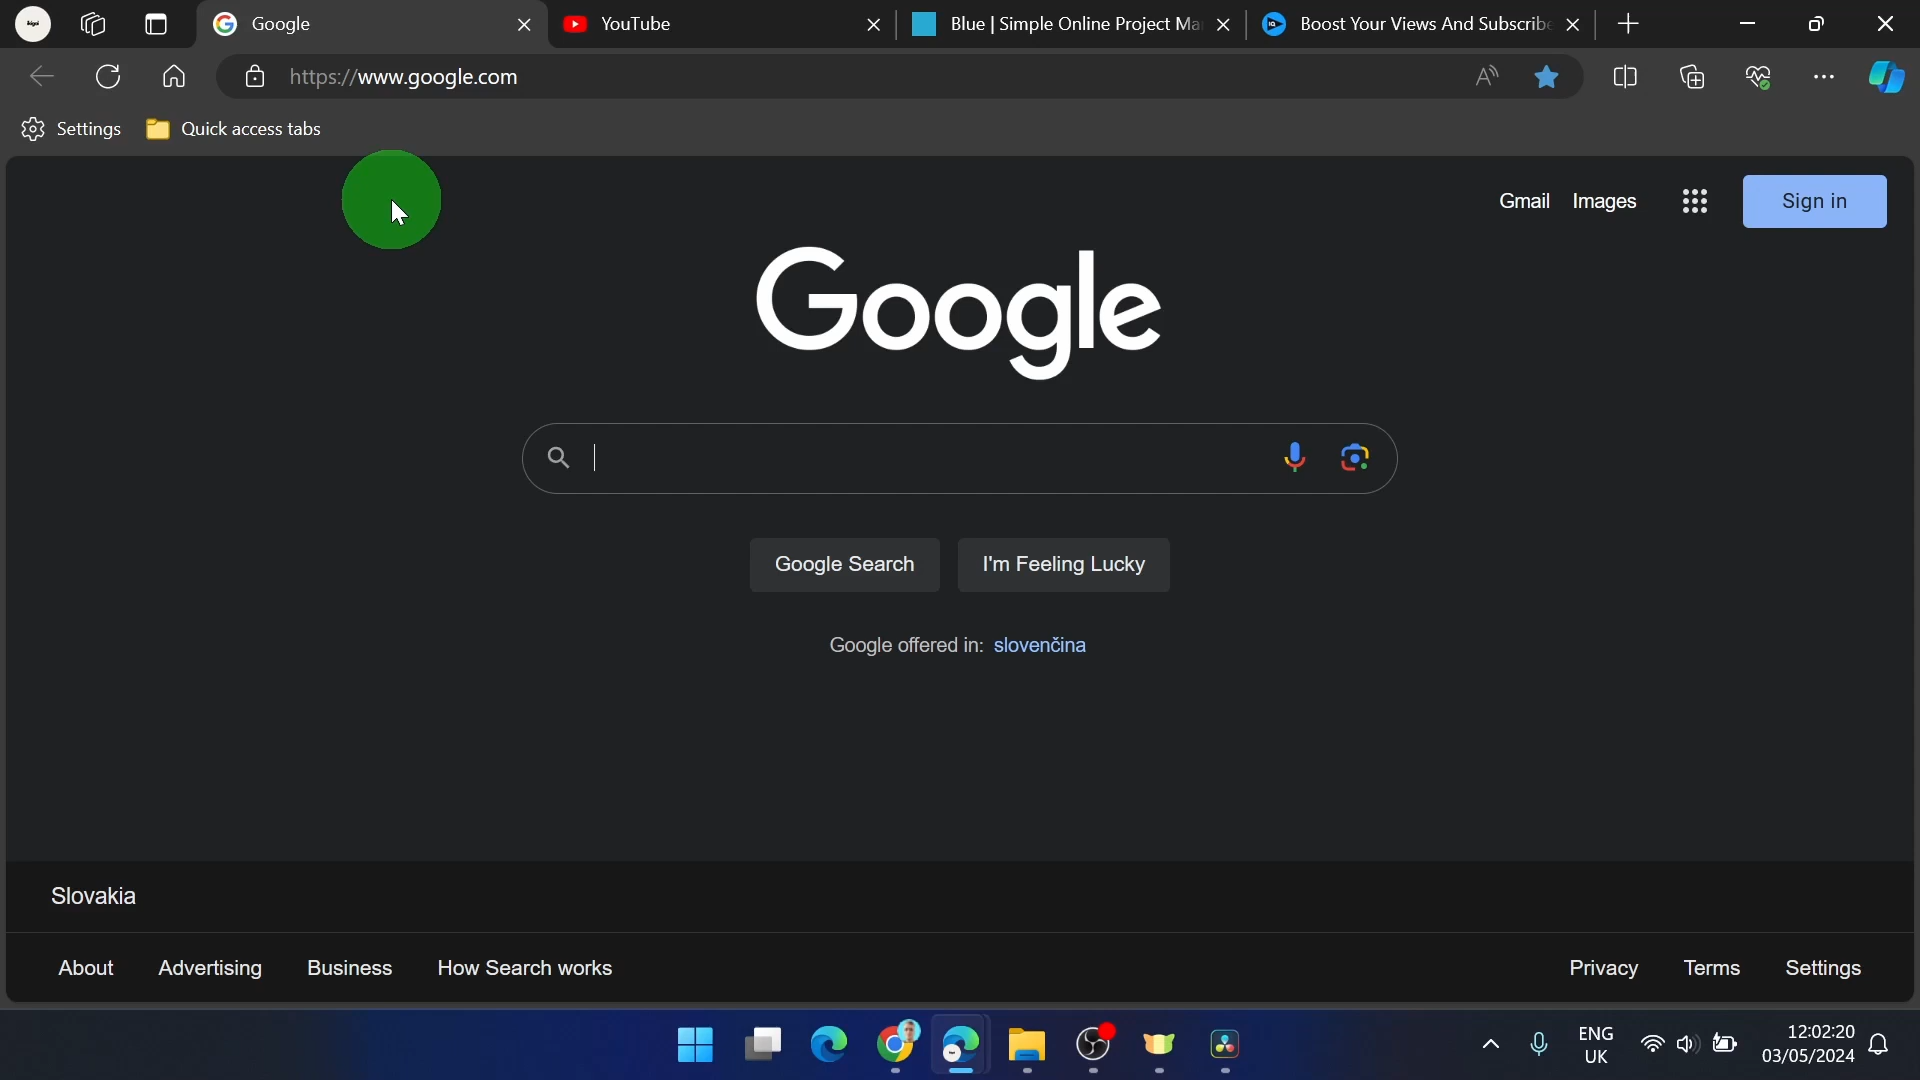 Google
YouTube
Blue | Simple Online Project Ma
Boost Your Views And Subscribe
https://www.google.com
Settings
Quick access tabs
Gmail
Images
Sign in
Google
Google Search
I'm Feeling Lucky
Google offered in: slovenčina
Slovakia
About
Advertising
Business
How Search works
Privacy
Terms
Settings
ENG
UK
12:02:20
03/05/2024